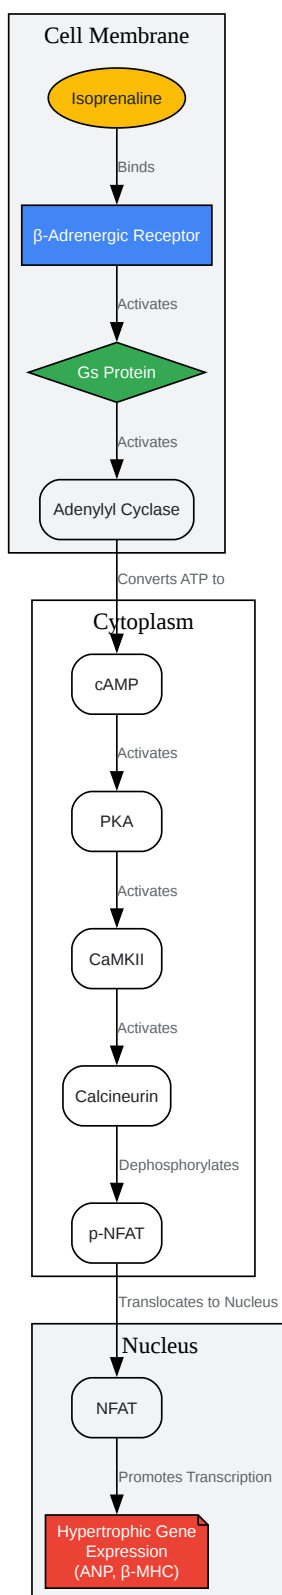 Cell Membrane
Isoprenaline
Binds
β-Adrenergic Receptor
Activates
Gs Protein
Activates
Adenylyl Cyclase
Converts ATP to
Cytoplasm
cAMP
Activates
PKA
Activates
CaMKII
Activates
Calcineurin
Dephosphorylates
p-NFAT
Translocates to Nucleus
Nucleus
NFAT
Promotes Transcription
Hypertrophic Gene
Expression
(ANP, β-MHC)